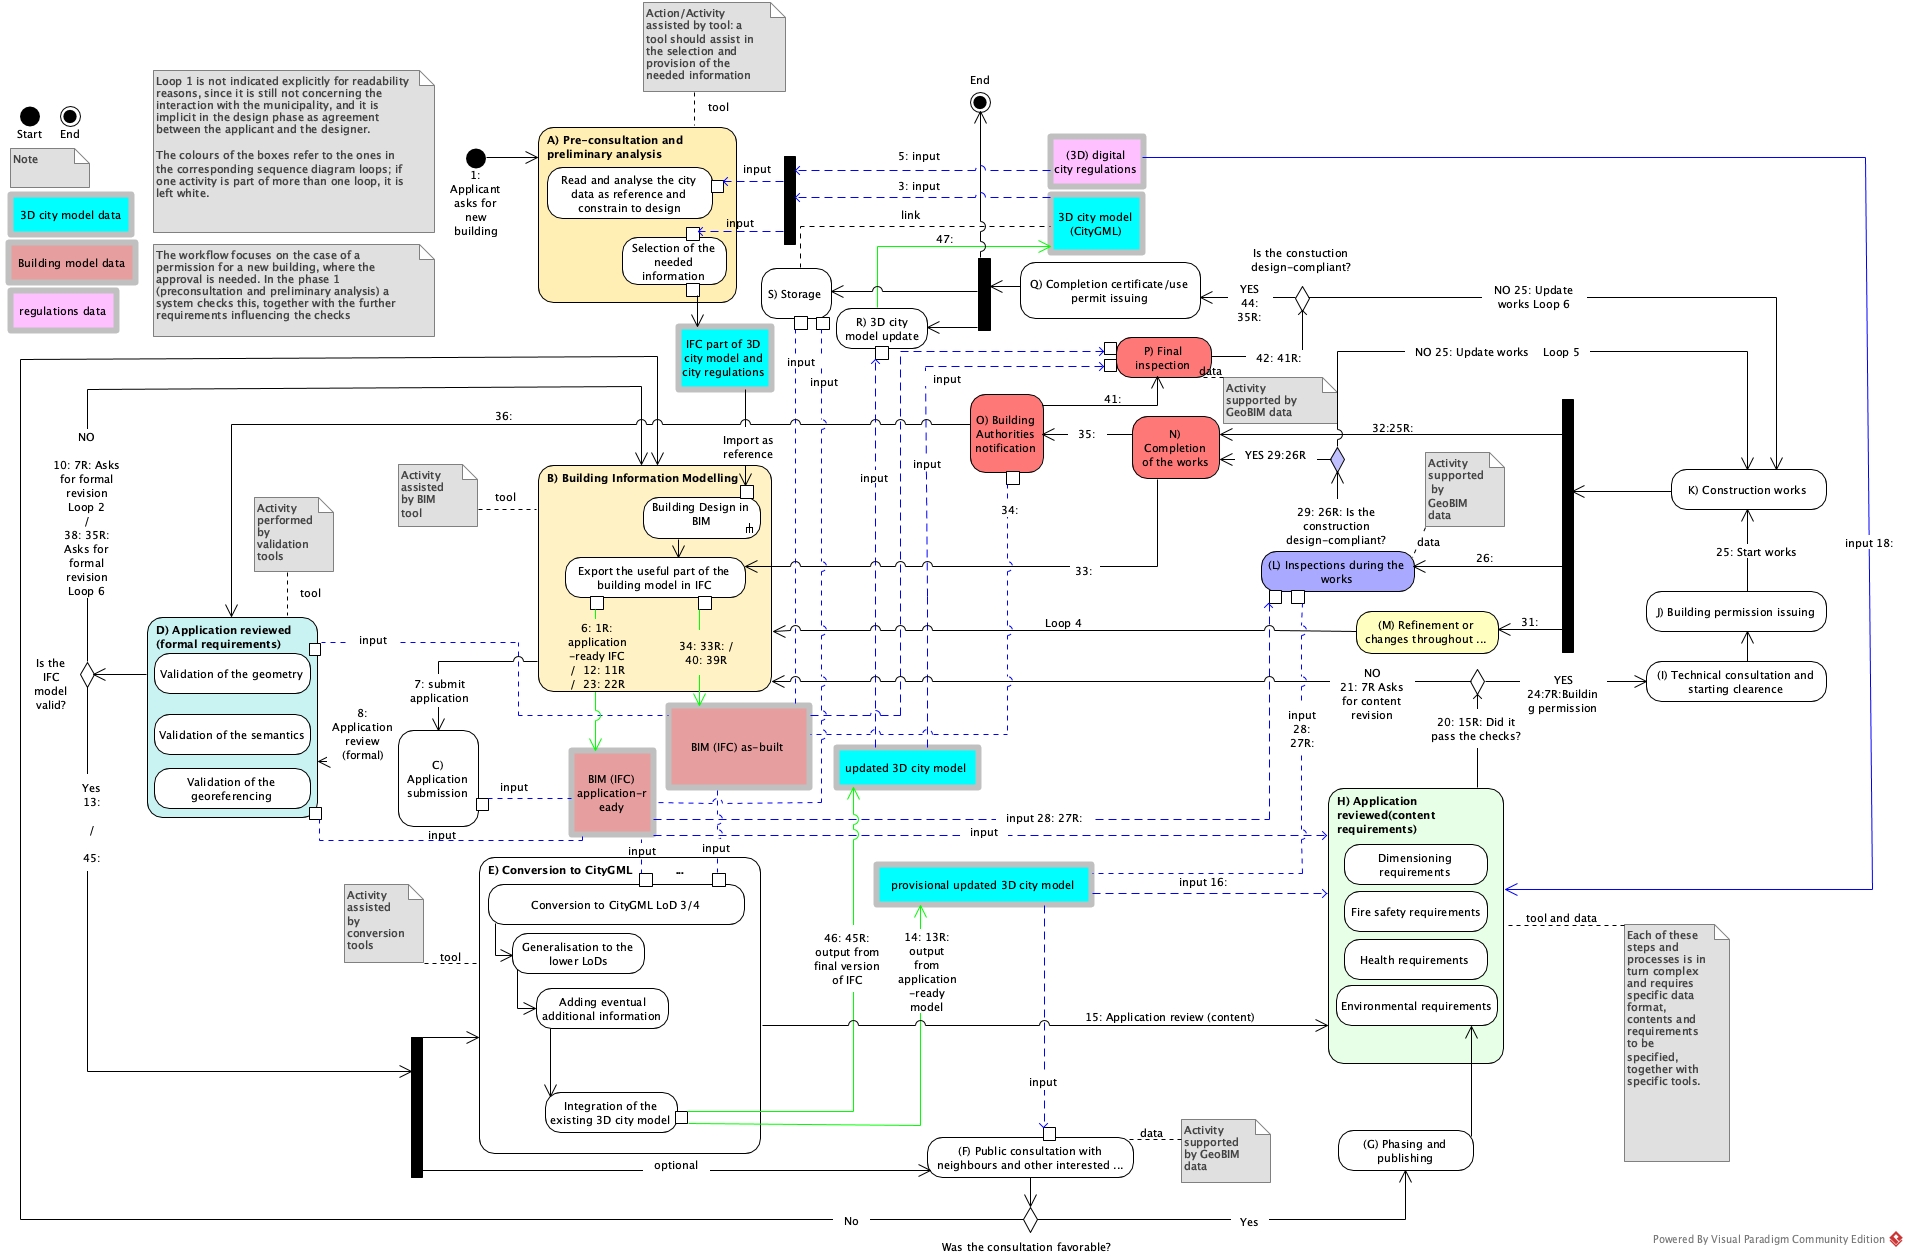 Action/Activity
assisted by tool: a
tool should assist in
the selection and
provision of the
needed information
tool
Loop 1 is not indicated explicitly for readability
reasons, since it is still not concerning the
interaction with the municipality, and it is
implicit in the design phase as agreement
between the applicant and the designer.
The colours of the boxes refer to the ones in
the corresponding sequence diagram loops; if
one activity is part of more than one loop, it is
left white.
The workflow focuses on the case of a
permission for a new building, where the
approval is needed. In the phase 1
(preconsultation and preliminary analysis) a
system checks this, together with the further
requirements influencing the checks
Start
End
Note
3D city model data
Building model data
regulations data
1:
Applicant
asks for
new
building
A) Pre-consultation and
preliminary analysis
Read and analyse the city
data as reference and
constrain to design
Selection of the
needed
information
input
input
End
5: input
3: input
link
47:
(3D) digital
city regulations
3D city model
(CityGML)
S) Storage
R) 3D city
model update
Q) Completion certificate/use
permit issuing
Is the constuction
design-compliant?
YES
44:
35R:
NO 25: Update
works Loop 6
IFC part of 3D
city model and
city regulations
input
input
input
P) Final
inspection
42: 41R:
data
Activity
supported by
GeoBIM data
NO 25: Update works
Loop 5
41:
O) Building
Authorities
notification
35:
N)
Completion
of the works
32:25R:
YES 29:26R
36:
NO
10: 7R: Asks
for formal
revision
Loop 2
/
38: 35R:
Asks for
formal
revision
Loop 6
Import as
reference
Activity
assisted
by BIM
tool
tool
B) Building Information Modelling
Building Design in
BIM
Export the useful part of the
building model in IFC
6: 1R:
application
-ready IFC
/ 12: 11R
/ 23: 22R
34: 33R: /
40: 39R
input
input
34:
33:
29: 26R: Is the
construction
design-compliant?
Activity
supported
by
GeoBIM
data
data
(L) Inspections during the
works
26:
K) Construction works
25: Start works
J) Building permission issuing
input 18:
Loop 4
(M) Refinement or
changes throughout ...
31:
(I) Technical consultation and
starting clearence
Activity
performed
by
validation
tools
tool
D) Application reviewed
(formal requirements)
Validation of the geometry
Validation of the semantics
Validation of the
georeferencing
input
Is the
IFC
model
valid?
7: submit
application
8:
Application
review
(formal)
C)
Application
submission
input
input
BIM (IFC)
application-r
eady
BIM (IFC) as-built
updated 3D city model
input
28:
27R:
NO
21: 7R Asks
for content
revision
YES
24:7R:Buildin
g permission
20: 15R: Did it
pass the checks?
Yes
13:
/
45:
input 28: 27R:
input
input
input
H) Application
reviewed(content
requirements)
Dimensioning
requirements
Fire safety requirements
Health requirements
Environmental requirements
provisional updated 3D city model
input 16:
tool and data
Each of these
steps and
processes is in
turn complex
and requires
specific data
format,
contents and
requirements
to be
specified,
together with
specific tools.
Activity
assisted
by
conversion
tools
tool
E) Conversion to CityGML
...
Conversion to CityGML LoD 3/4
Generalisation to the
lower LoDs
Adding eventual
additional information
Integration of the
existing 3D city model
46: 45R:
output from
final version
of IFC
14: 13R:
output
from
application
-ready
model
15: Application review (content)
input
optional
(F) Public consultation with
neighbours and other interested ...
data
Activity
supported
by GeoBIM
data
(G) Phasing and
publishing
No
Yes
Was the consultation favorable?
Powered By Visual Paradigm Community Edition